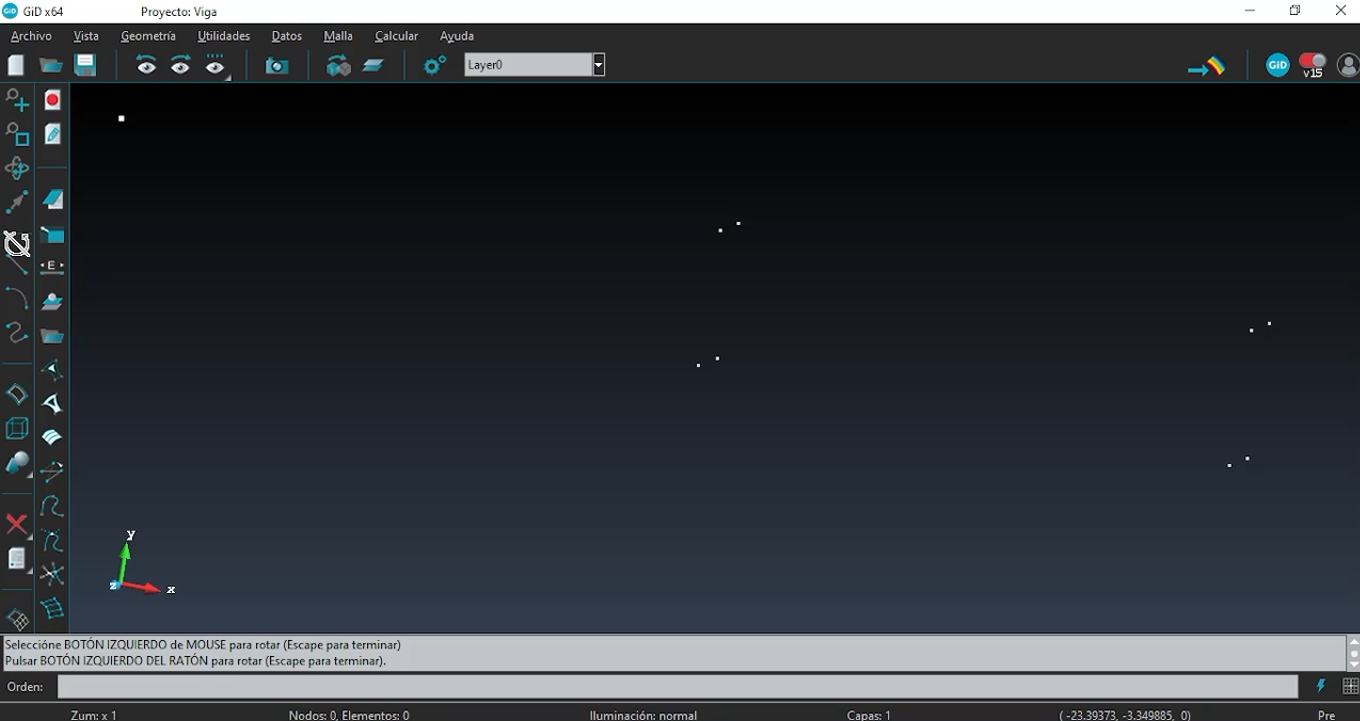 GiD GiD x64 Proyecto: Viga
Archivo Vista Geometría Utilidades Datos Malla Calcular Ayuda
Layer0
GiD
v15
E
y
z
x
Seleccióne BOTÓN IZQUIERDO de MOUSE para rotar (Escape para terminar)
Pulsar BOTÓN IZQUIERDO DEL RATÓN para rotar (Escape para terminar).
Orden:
Zum: x 1 Nodos: 0, Elementos: 0 Iluminación: normal Capas: 1 (-23.39373, -3.349885, 0) Pre